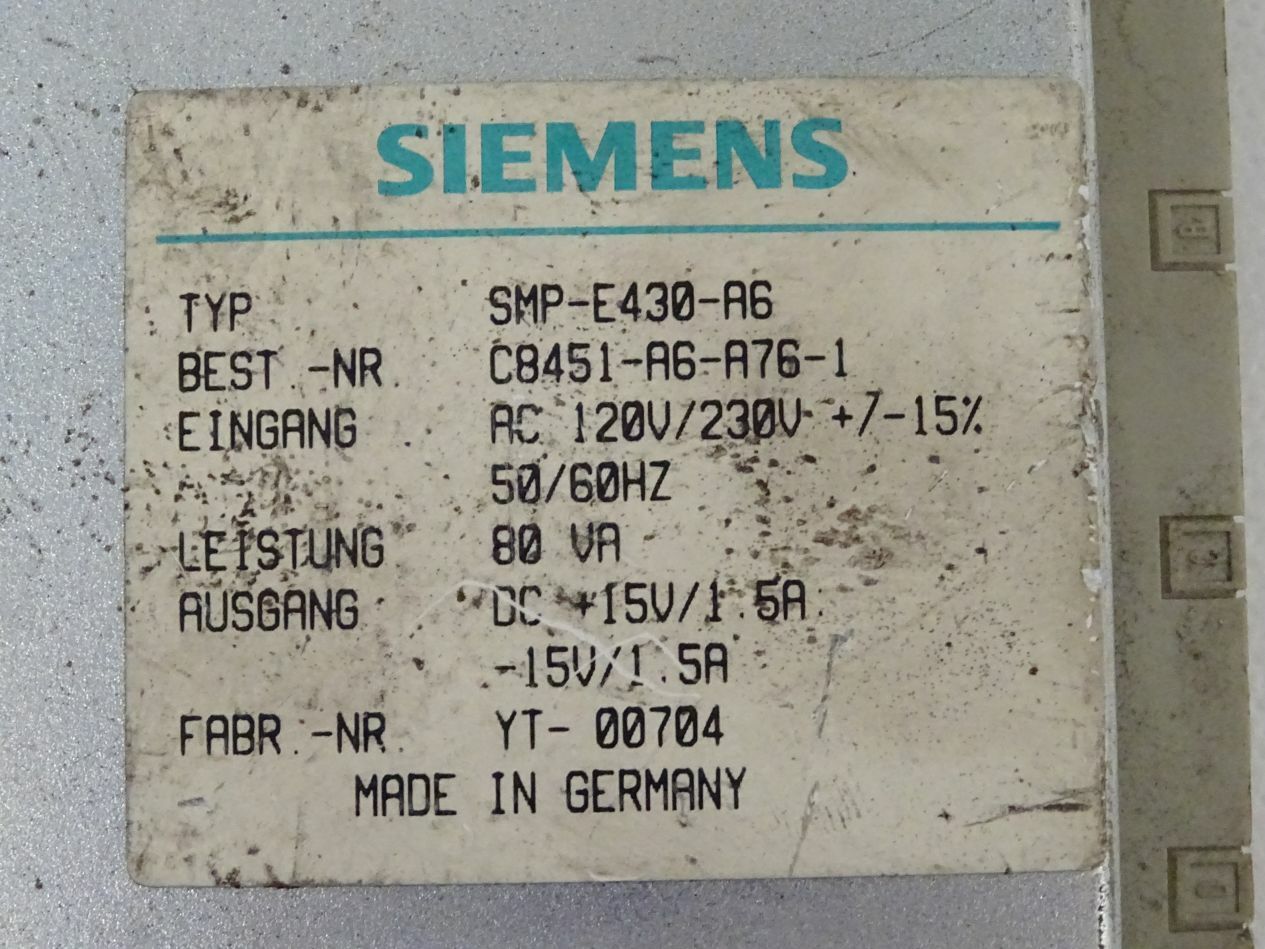 SIEMENS
TYP SMP-E430-A6
BEST.-NR. C8451-A6-A76-1
EINGANG AC 120V/230V +/-15%
50/60HZ
LEISTUNG 80 VA
AUSGANG DC +15V/1.5A
-15V/1.5A
FABR.-NR. YT- 00704
MADE IN GERMANY